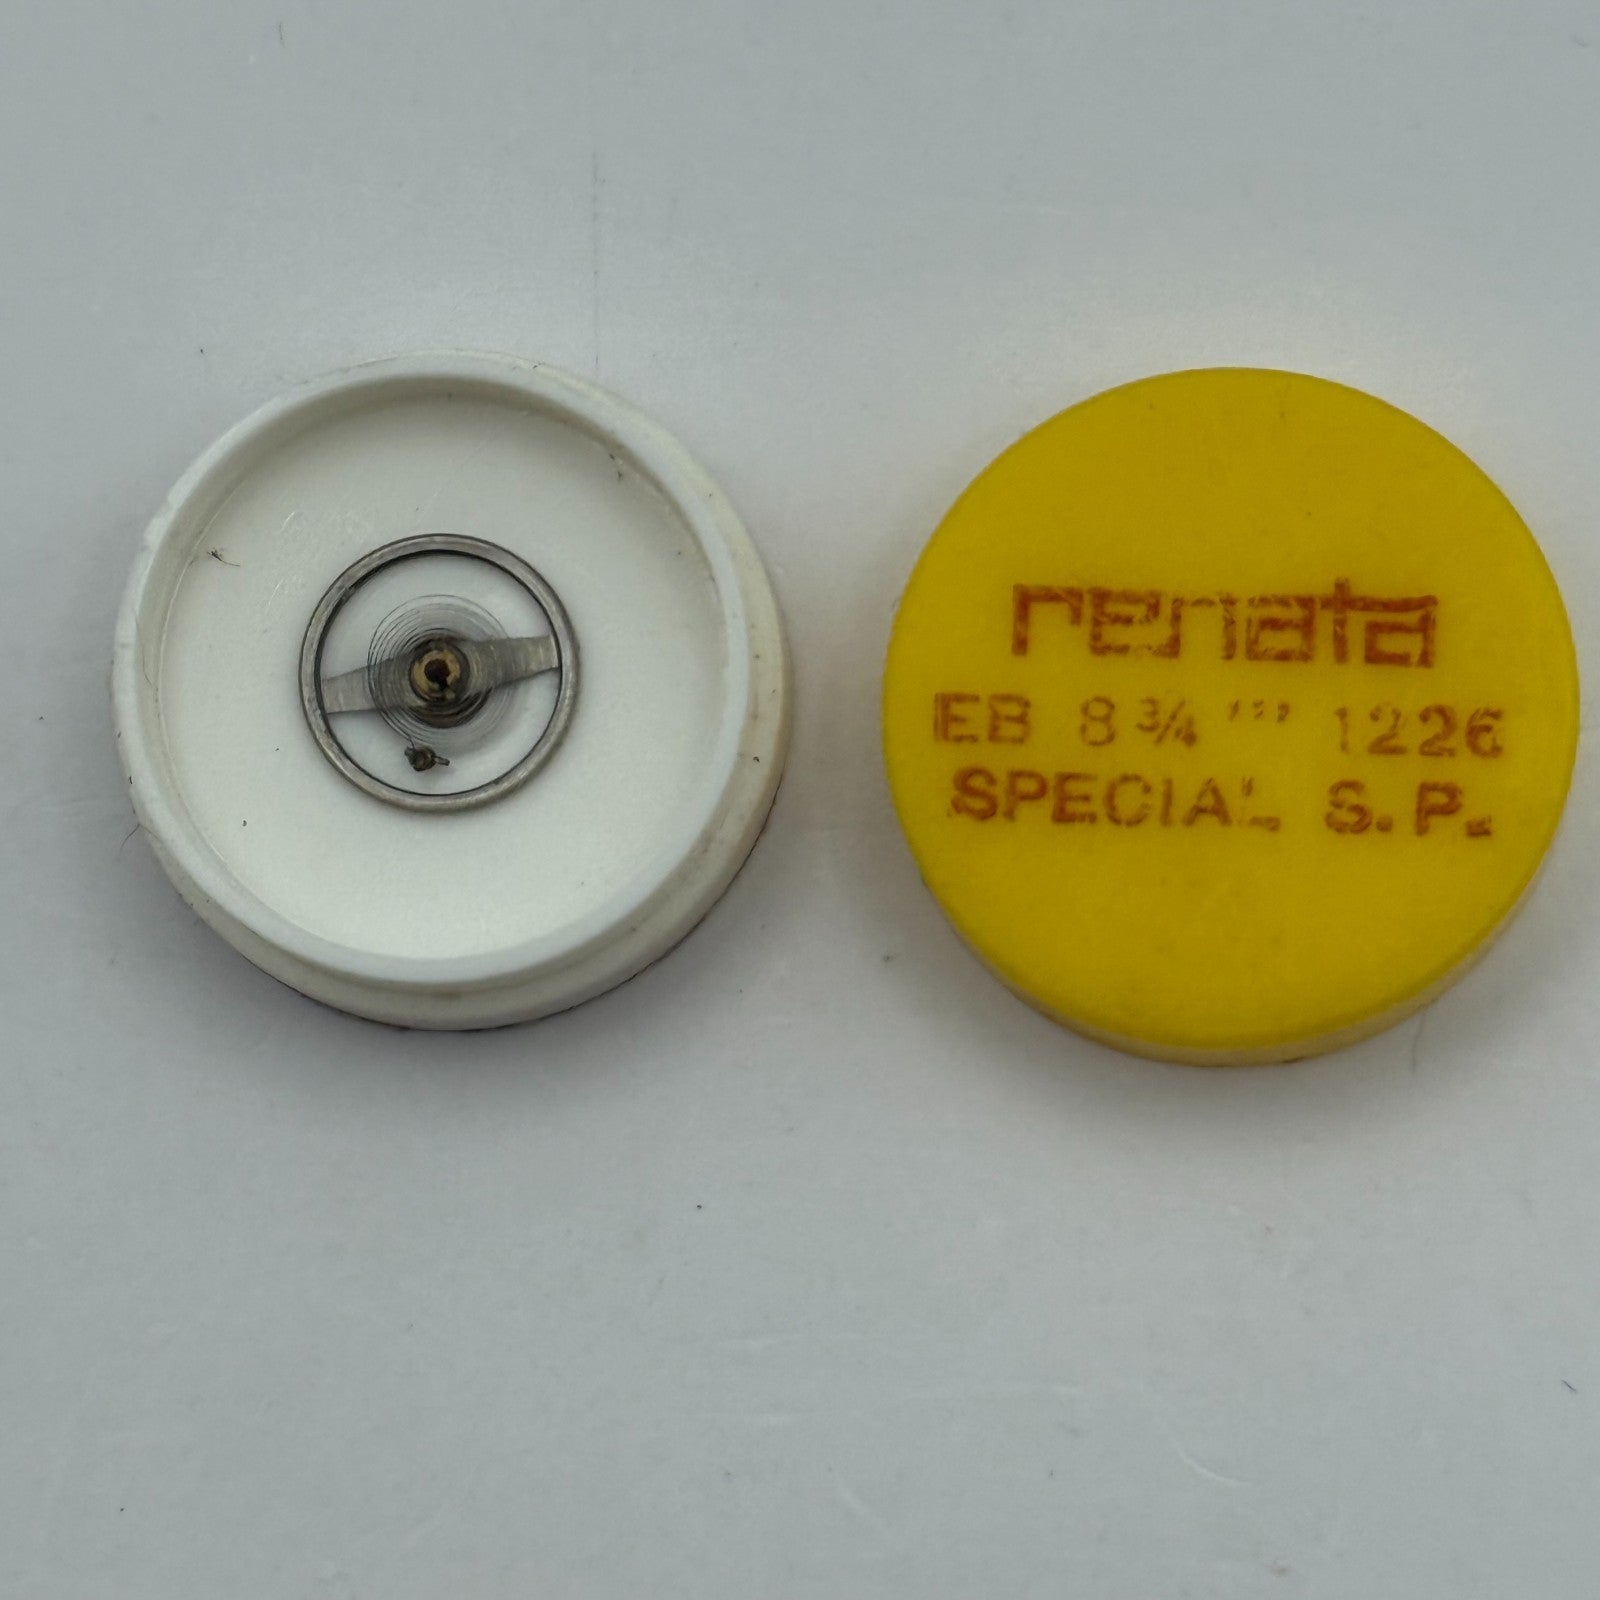 renata
EB 8 ¾ ''' 1226
SPECIAL S.P.